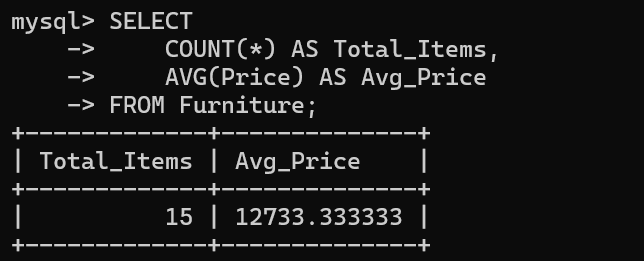 mysql> SELECT
    ->     COUNT(*) AS Total_Items,
    ->     AVG(Price) AS Avg_Price
    -> FROM Furniture;
+-------------+--------------+
| Total_Items | Avg_Price    |
+-------------+--------------+
|          15 | 12733.333333 |
+-------------+--------------+